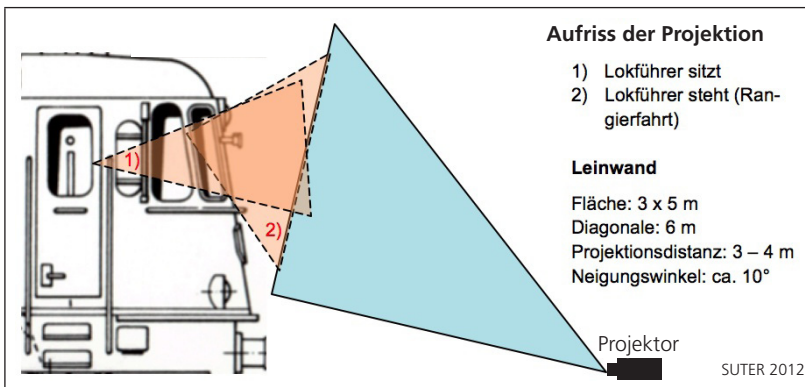 Aufriss der Projektion
1) Lokführer sitzt
2) Lokführer steht (Ran-
gierfahrt)
Leinwand
Fläche: 3 x 5 m
Diagonale: 6 m
Projektionsdistanz: 3 – 4 m
Neigungswinkel: ca. 10°
1)
2)
Projektor
SUTER 2012